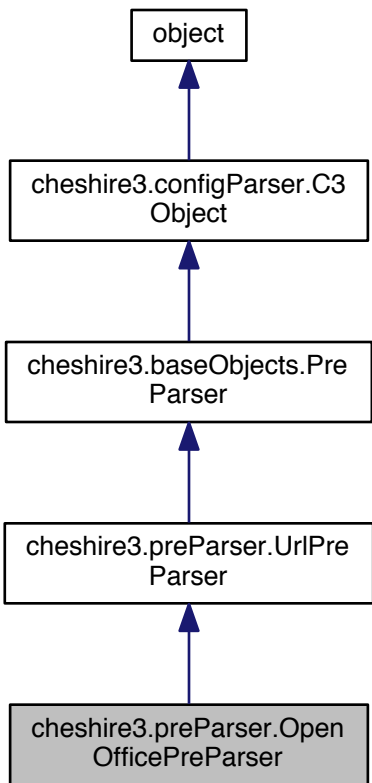 object
cheshire3.configParser.C3
Object
cheshire3.baseObjects.Pre
Parser
cheshire3.preParser.UrlPre
Parser
cheshire3.preParser.Open
OfficePreParser